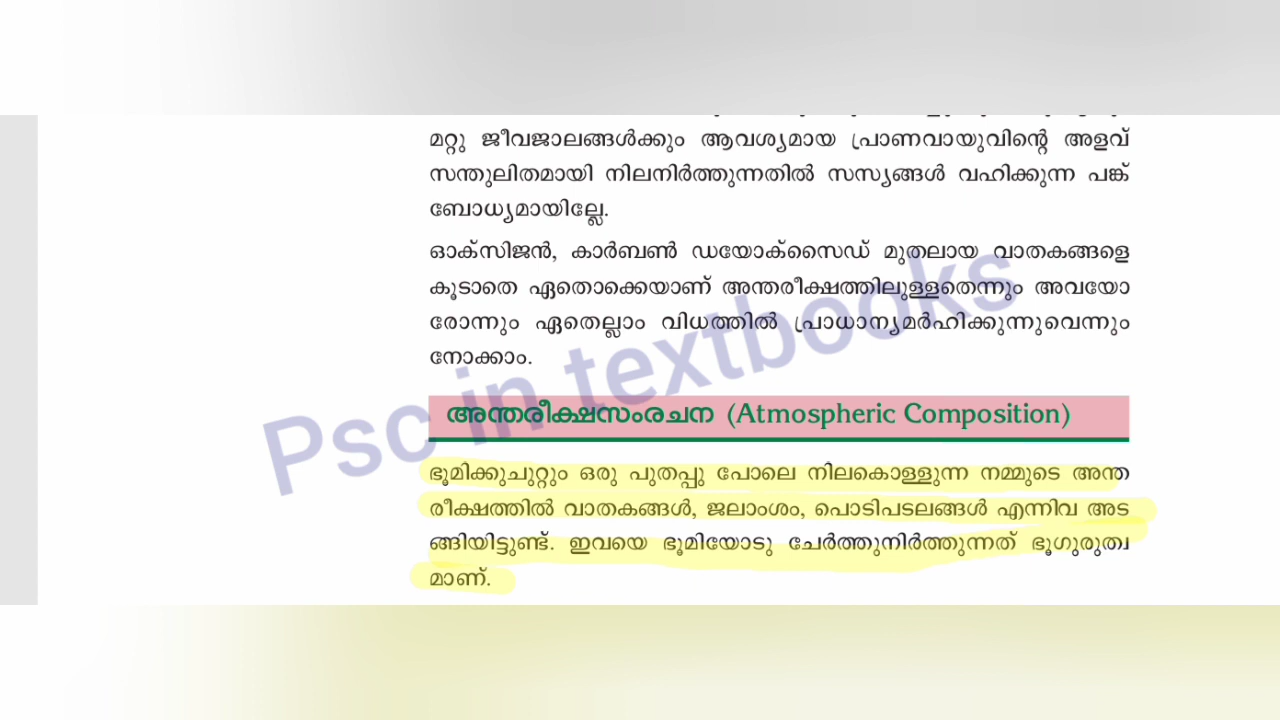 മറ്റു ജീവജാലങ്ങൾക്കും ആവശ്യമായ പ്രാണവായുവിന്റെ അളവ്
സന്തുലിതമായി നിലനിർത്തുന്നതിൽ സസ്യങ്ങൾ വഹിക്കുന്ന പങ്ക്
ബോധ്യമായില്ലേ.
ഓക്സിജൻ, കാർബൺ ഡയോക്സൈഡ് മുതലായ വാതകങ്ങളെ
കൂടാതെ ഏതൊക്കെയാണ് അന്തരീക്ഷത്തിലുള്ളതെന്നും അവയോ
രോന്നും ഏതെല്ലാം വിധത്തിൽ പ്രാധാന്യമർഹിക്കുന്നുവെന്നും
നോക്കാം.
Psc in textbooks
അന്തരീക്ഷസംരചന (Atmospheric Composition)
ഭൂമിക്കുചുറ്റും ഒരു പുതപ്പു പോലെ നിലകൊള്ളുന്ന നമ്മുടെ അന്ത
രീക്ഷത്തിൽ വാതകങ്ങൾ, ജലാംശം, പൊടിപടലങ്ങൾ എന്നിവ അട
ങ്ങിയിട്ടുണ്ട്. ഇവയെ ഭൂമിയോടു ചേർത്തുനിർത്തുന്നത് ഭൂഗുരുത്വ
മാണ്.